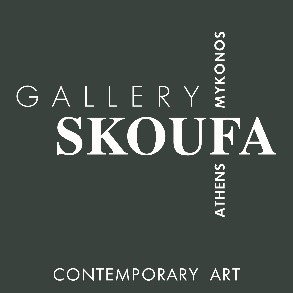 GALLERY
SKOUFA
ATHENS MYKONOS
CONTEMPORARY ART